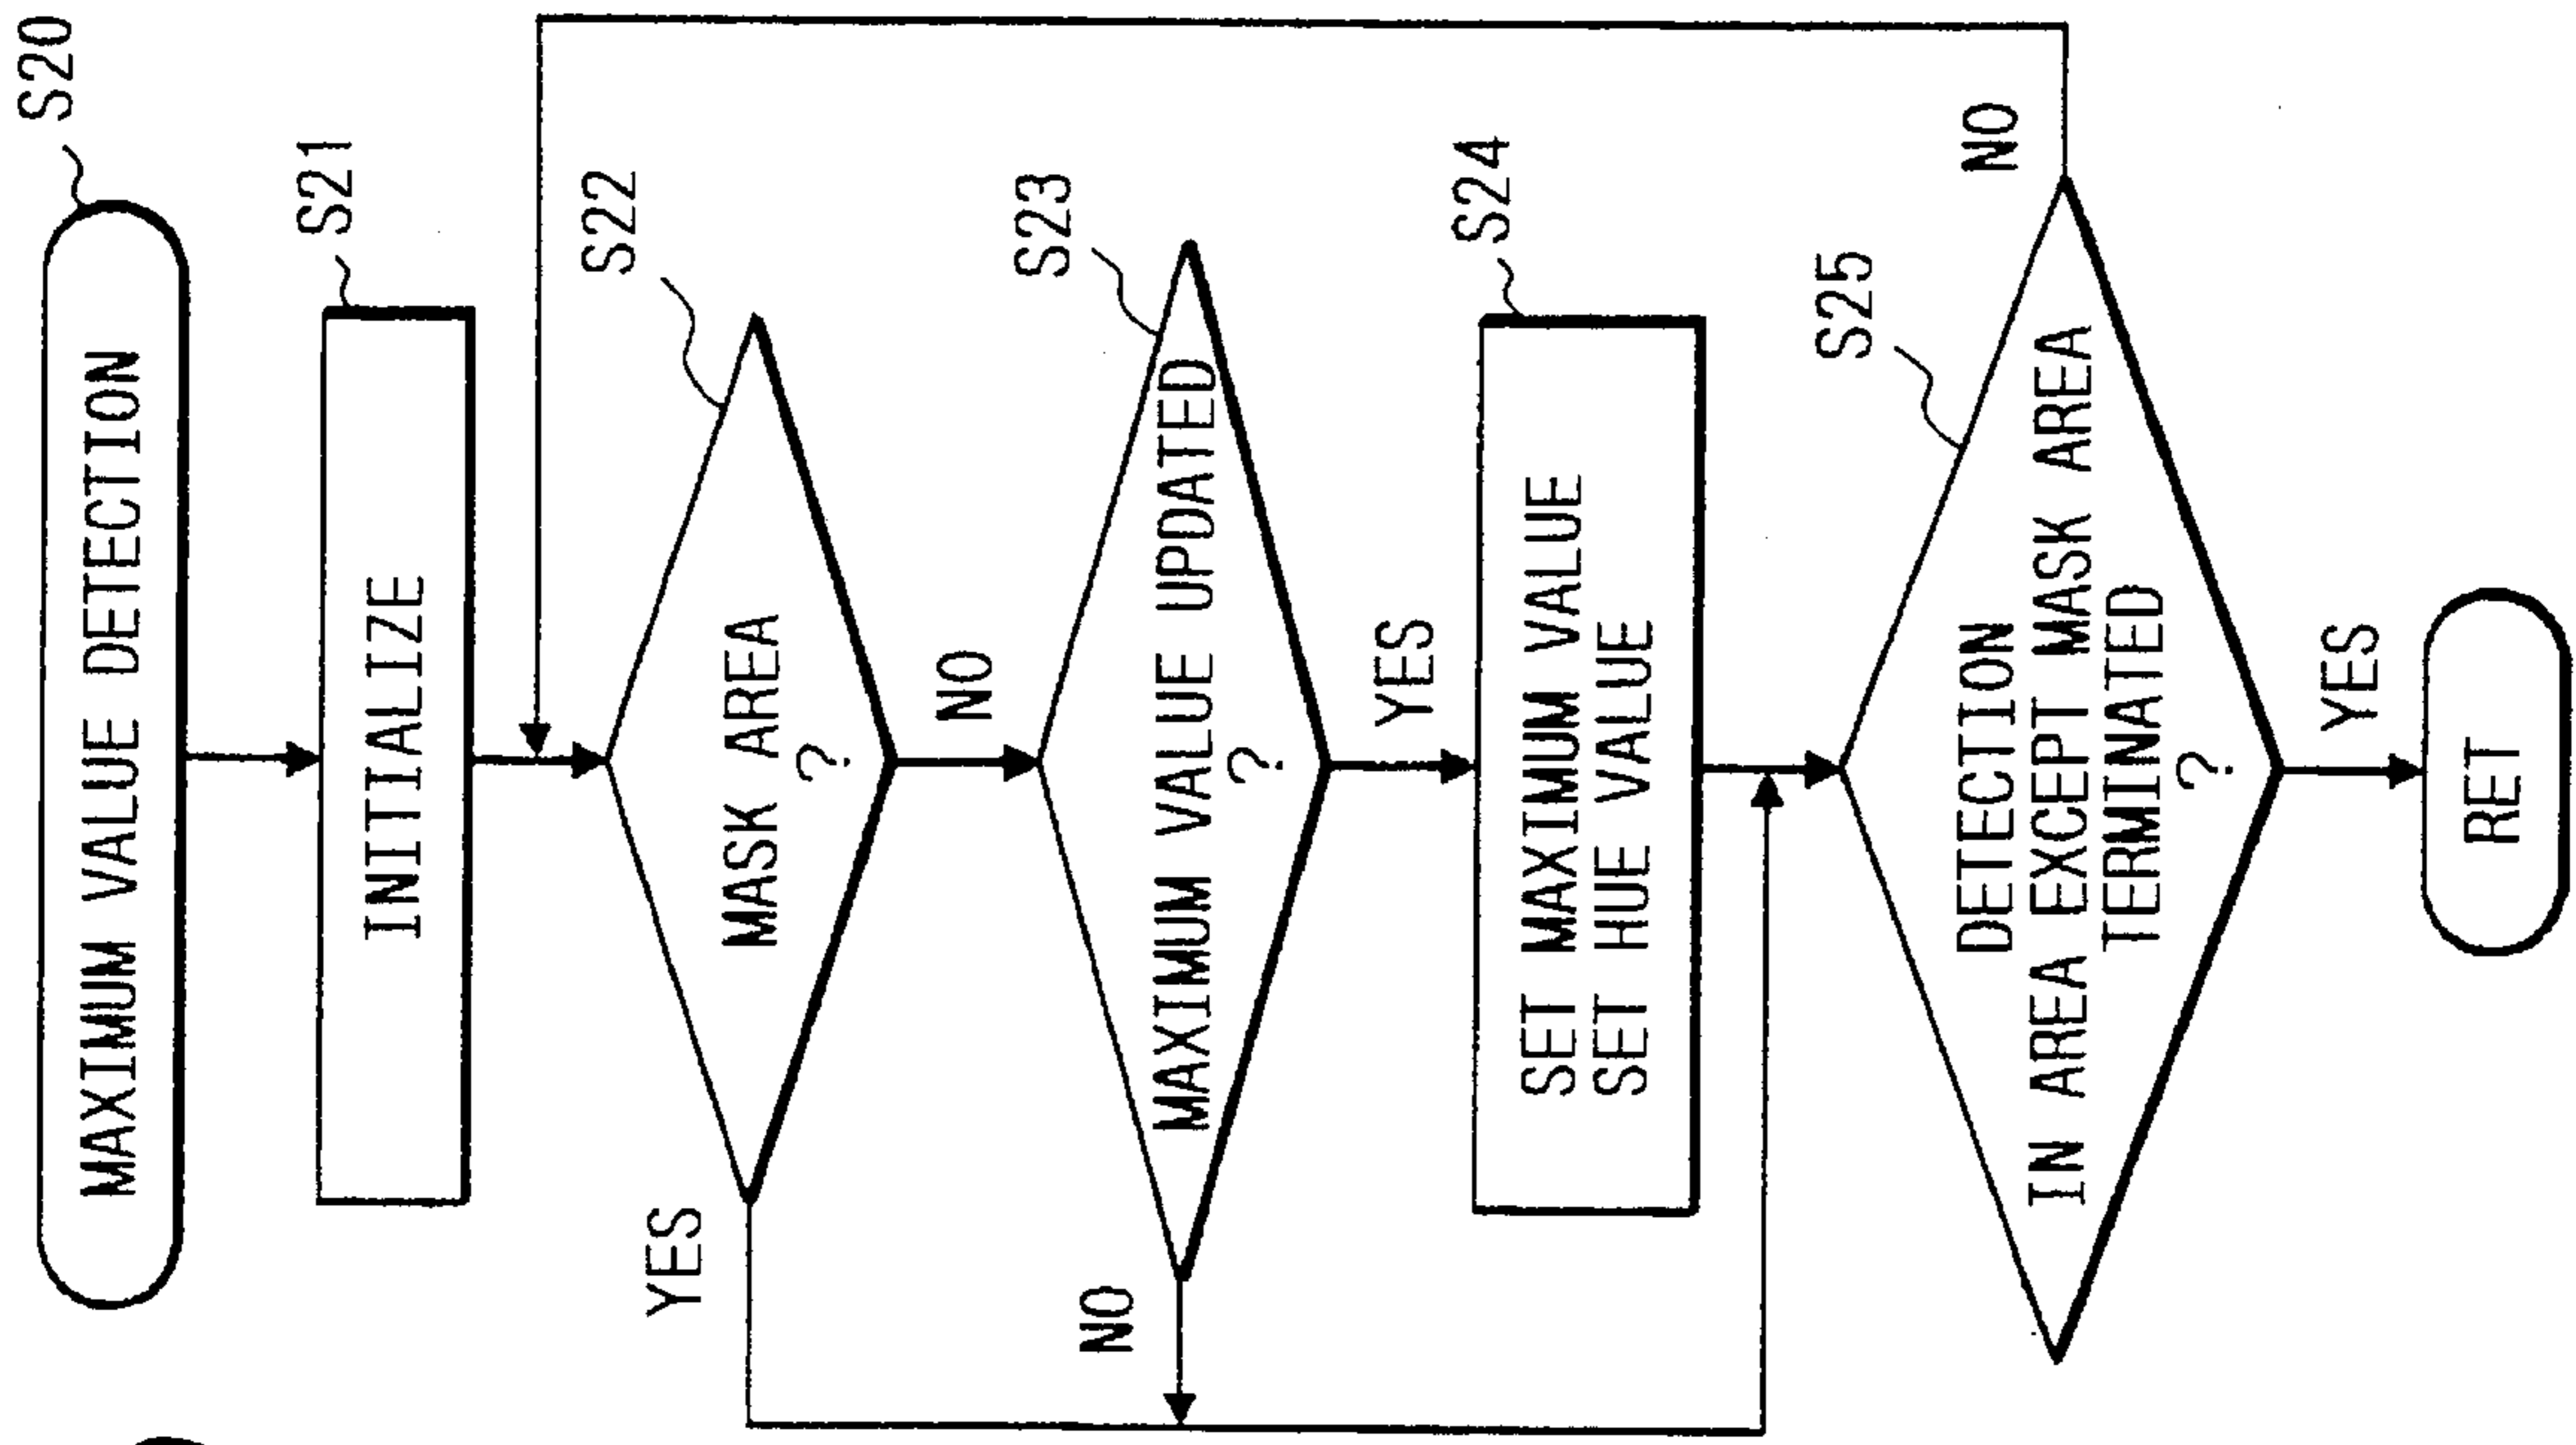 MAXIMUM VALUE DETECTION
S20
INITIALIZE
S21
MASK AREA
?
S22
YES
NO
MAXIMUM VALUE UPDATED
?
S23
NO
YES
SET MAXIMUM VALUE
SET HUE VALUE
S24
DETECTION
IN AREA EXCEPT MASK AREA
TERMINATED
?
S25
NO
YES
RET